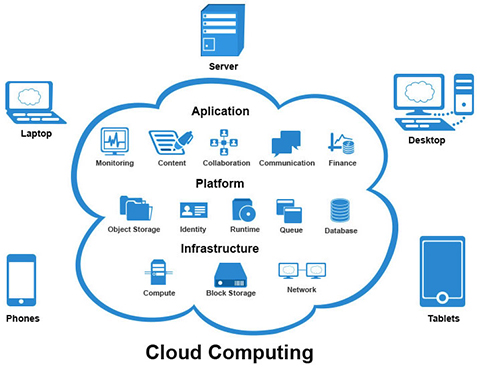 Server
Laptop
Desktop
Aplication
Monitoring Content Collaboration Communication Finance
Platform
Object Storage Identity Runtime Queue Database
Infrastructure
Compute Block Storage Network
Phones
Tablets
Cloud Computing